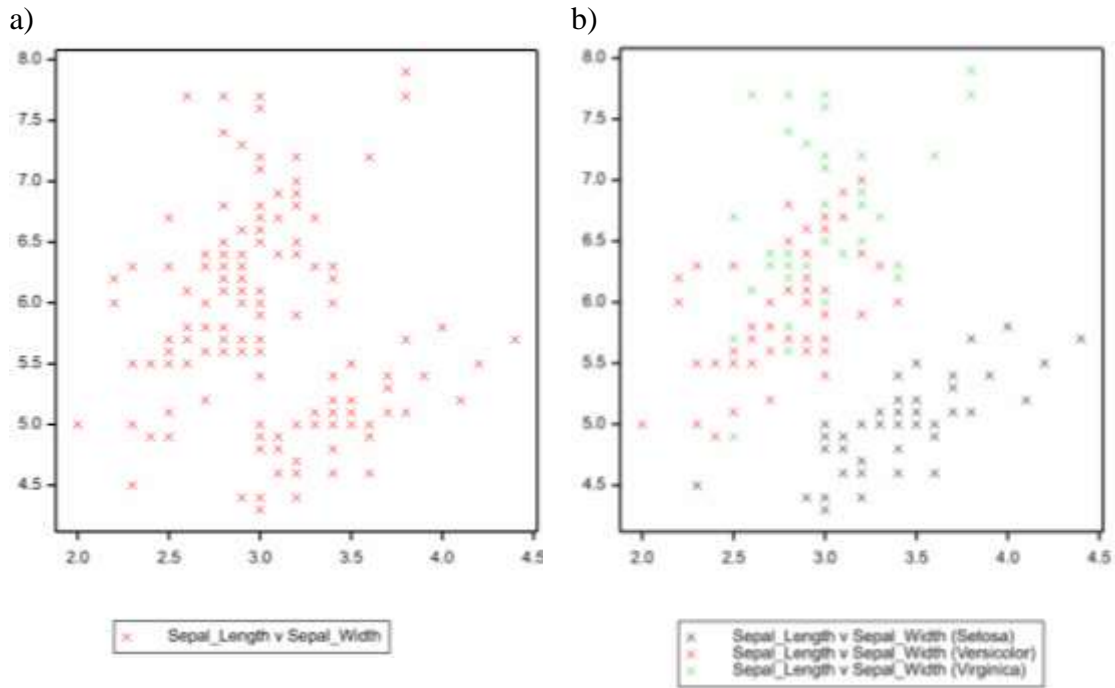 a)
8.0
7.5
7.0
6.5
6.0
5.5
5.0
4.5
2.0 2.5 3.0 3.5 4.0 4.5
Sepal_Length v Sepal_Width
b)
8.0
7.5
7.0
6.5
6.0
5.5
5.0
4.5
2.0 2.5 3.0 3.5 4.0 4.5
Sepal_Length v Sepal_Width (Setosa)
Sepal_Length v Sepal_Width (Versicolor)
Sepal_Length v Sepal_Width (Virginica)